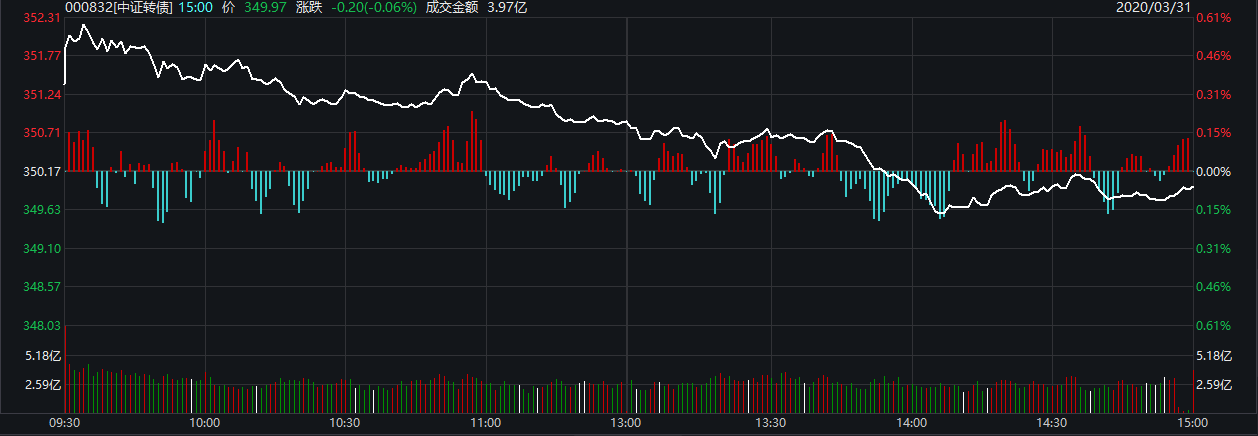 000832[中证转债] 15:00 价 349.97 涨跌 -0.20(-0.06%) 成交金额 3.97亿 2020/03/31
352.31 0.61%
351.77 0.46%
351.24 0.31%
350.71 0.15%
350.17 0.00%
349.63 0.15%
349.10 0.31%
348.57 0.46%
348.03 0.61%
5.18亿 5.18亿
2.59亿 2.59亿
09:30 10:00 10:30 11:00 13:00 13:30 14:00 14:30 15:00